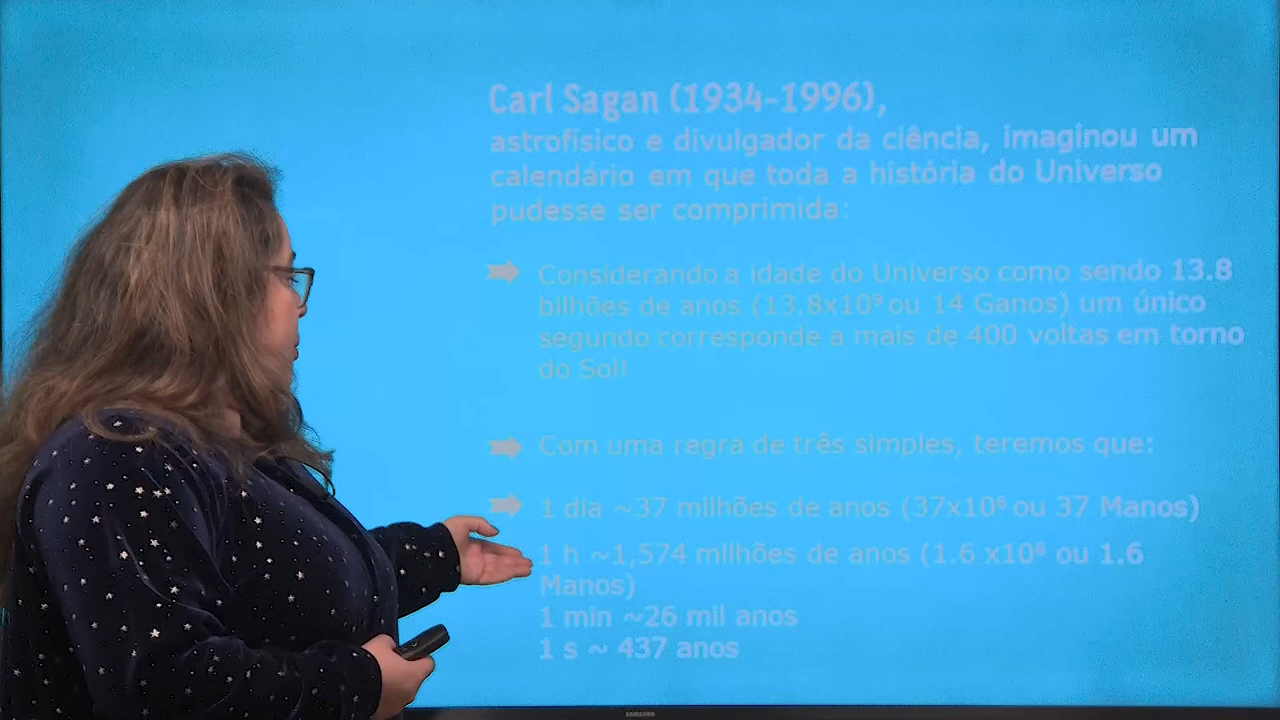 Carl Sagan (1934-1996),
astrofísico e divulgador da ciência, imaginou um
calendário em que toda a história do Universo
pudesse ser comprimida:
Considerando a idade do Universo como sendo 13.8
bilhões de anos (13.8x10⁹ ou 14 Ganos) um único
segundo corresponde a mais de 400 voltas em torno
do Sol!
Com uma regra de três simples, teremos que:
1 dia ~37 milhões de anos (37x10⁶ ou 37 Manos)
1 h ~1,574 milhões de anos (1.6 x10⁶ ou 1.6
Manos)
1 min ~26 mil anos
1 s ~ 437 anos
SAMSUNG